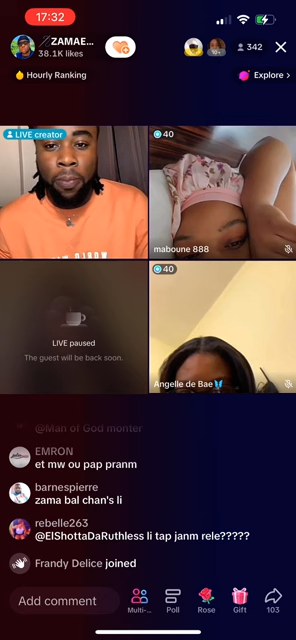 17:32
ZAMAE...
38.1K likes
342
Hourly Ranking
Explore >
LIVE creator
40
maboune 888
LIVE paused
The guest will be back soon.
40
Angelle de Bae🦋
@Man of God monter
EMRON
et mw ou pap pranm
barnespierre
zama bal chan's li
rebelle263
@ElShottaDaRuthless li tap janm rele?????
Frandy Delice joined
Add comment
Multi-...
Poll
Rose
Gift
103